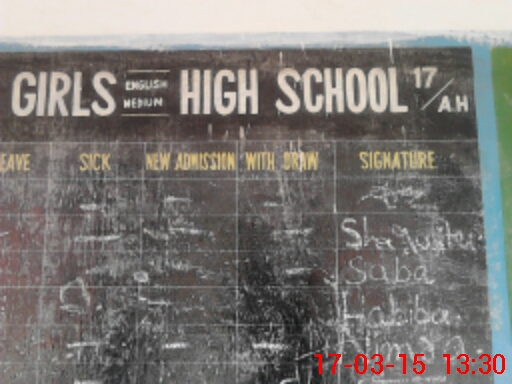 GIRLS ENGLISH MEDIUM HIGH SCHOOL 17/A.H
EAVE SICK NEW ADMISSION WITH DRAW SIGNATURE
Saba
Habiba
17-03-15 13:30